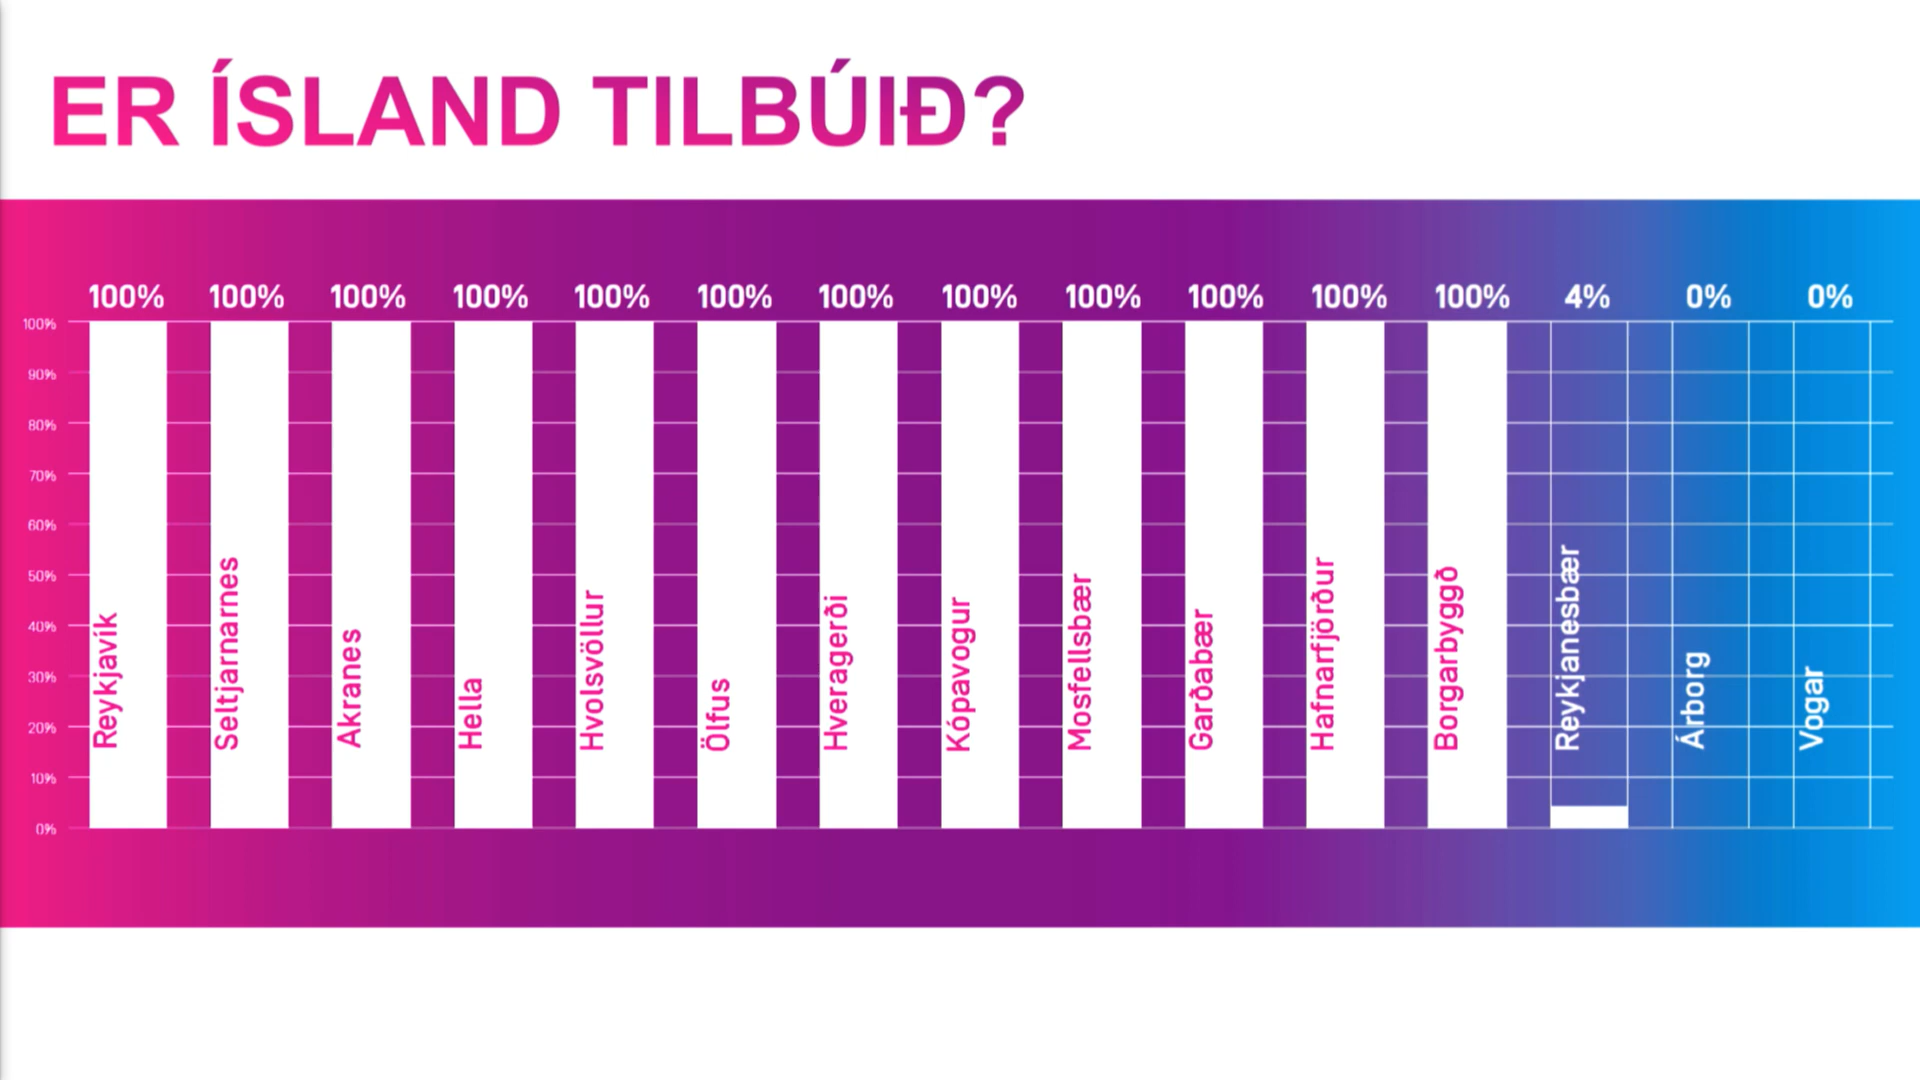 ER ÍSLAND TILBÚIÐ?
100% 100% 100% 100% 100% 100% 100% 100% 100% 100% 100% 100% 4% 0% 0%
100%
90%
80%
70%
60%
50%
40%
30%
20%
10%
0%
Reykjavík
Seltjarnarnes
Akranes
Hella
Hvolsvöllur
Ölfus
Hveragerði
Kópavogur
Mosfellsbær
Garðabær
Hafnarfjörður
Borgarbyggð
Reykjanesbær
Árborg
Vogar